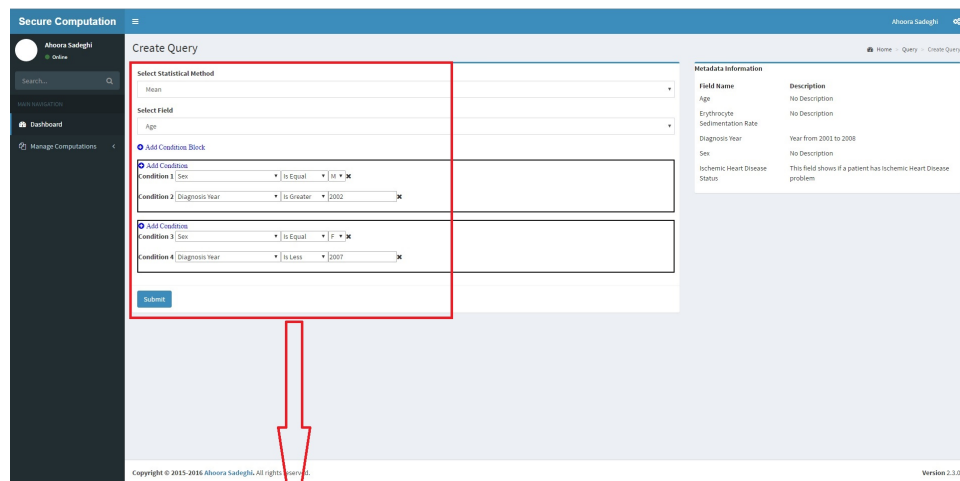 Secure Computation
Ahoora Sadeghi
Ahoora Sadeghi
Online
Search...
MAIN NAVIGATION
Dashboard
Manage Computations
Create Query
Home > Query > Create Query
Select Statistical Method
Mean
Select Field
Age
Add Condition Block
Add Condition
Condition 1 Sex Is Equal M
Condition 2 Diagnosis Year Is Greater 2002
Add Condition
Condition 3 Sex Is Equal F
Condition 4 Diagnosis Year Is Less 2007
Submit
Metadata Information
Field Name Description
Age No Description
Erythrocyte Sedimentation Rate No Description
Diagnosis Year Year from 2001 to 2008
Sex No Description
Ischemic Heart Disease Status This field shows if a patient has Ischemic Heart Disease problem
Copyright © 2015-2016 Ahoora Sadeghi. All rights reserved.
Version 2.3.0